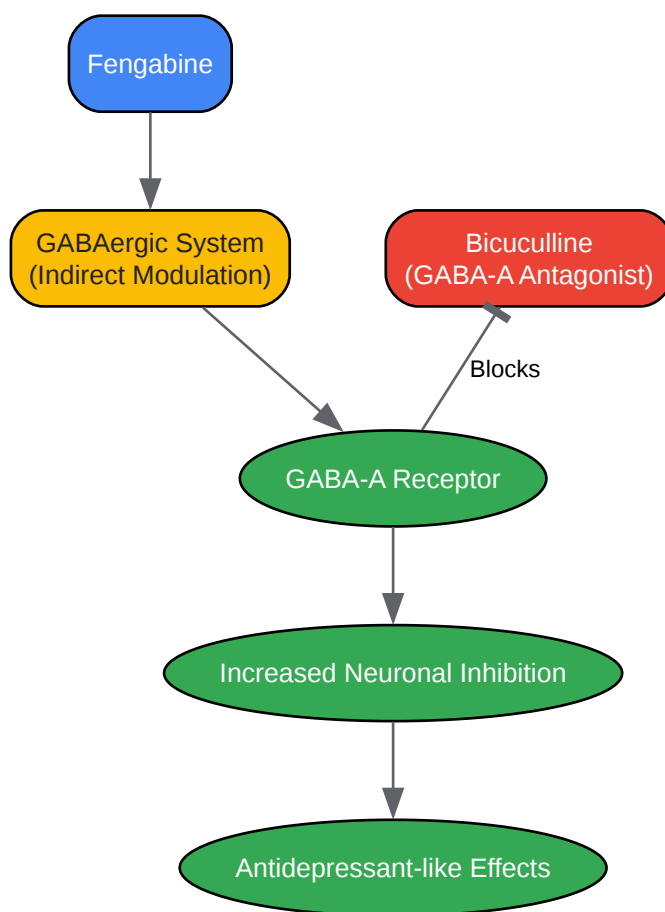 Fengabine
GABAergic System
(Indirect Modulation)
Bicuculline
(GABA-A Antagonist)
Blocks
GABA-A Receptor
Increased Neuronal Inhibition
Antidepressant-like Effects